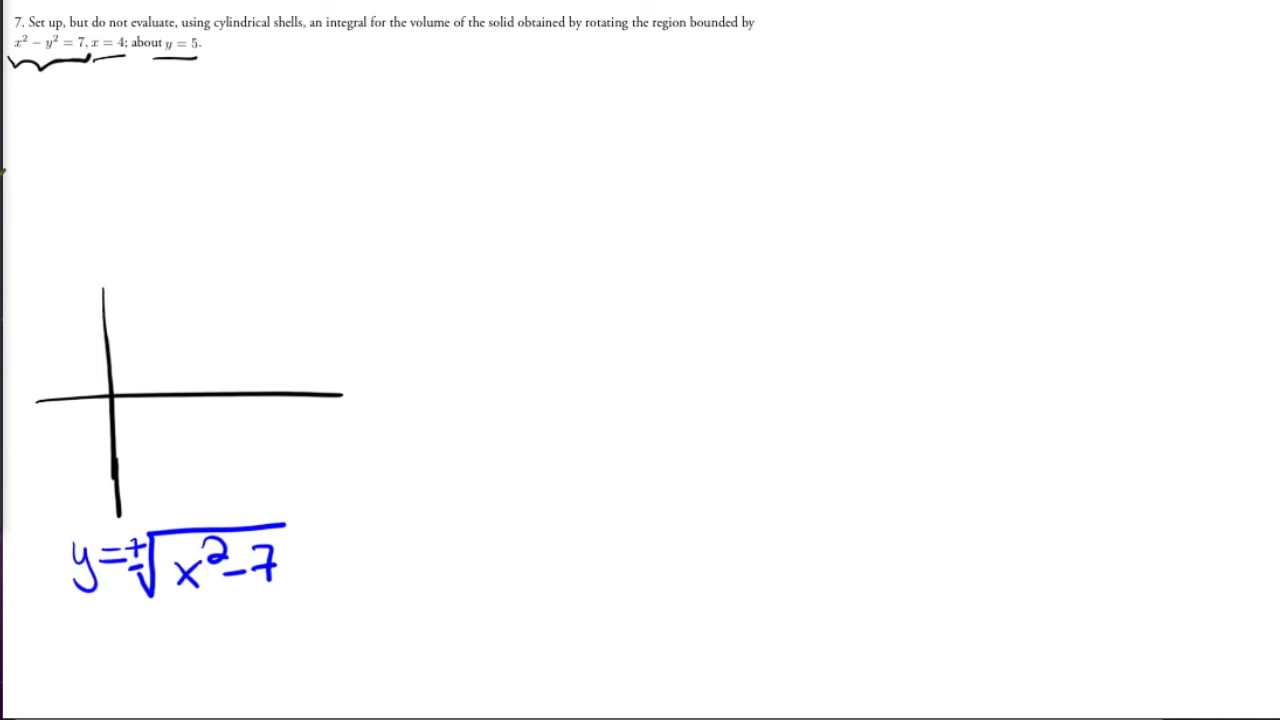 7. Set up, but do not evaluate, using cylindrical shells, an integral for the volume of the solid obtained by rotating the region bounded by
x² − y² = 7, x = 4; about y = 5.
y=±√x²-7